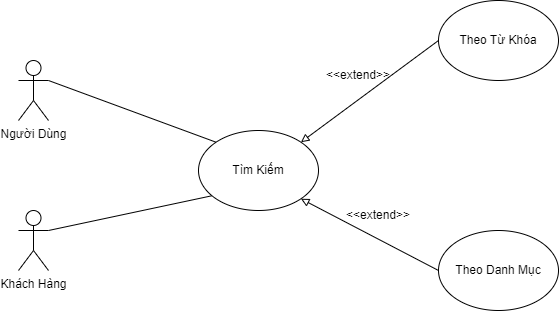 Theo Từ Khóa
<<extend>>
Người Dùng
Tìm Kiếm
<<extend>>
Khách Hàng
Theo Danh Mục